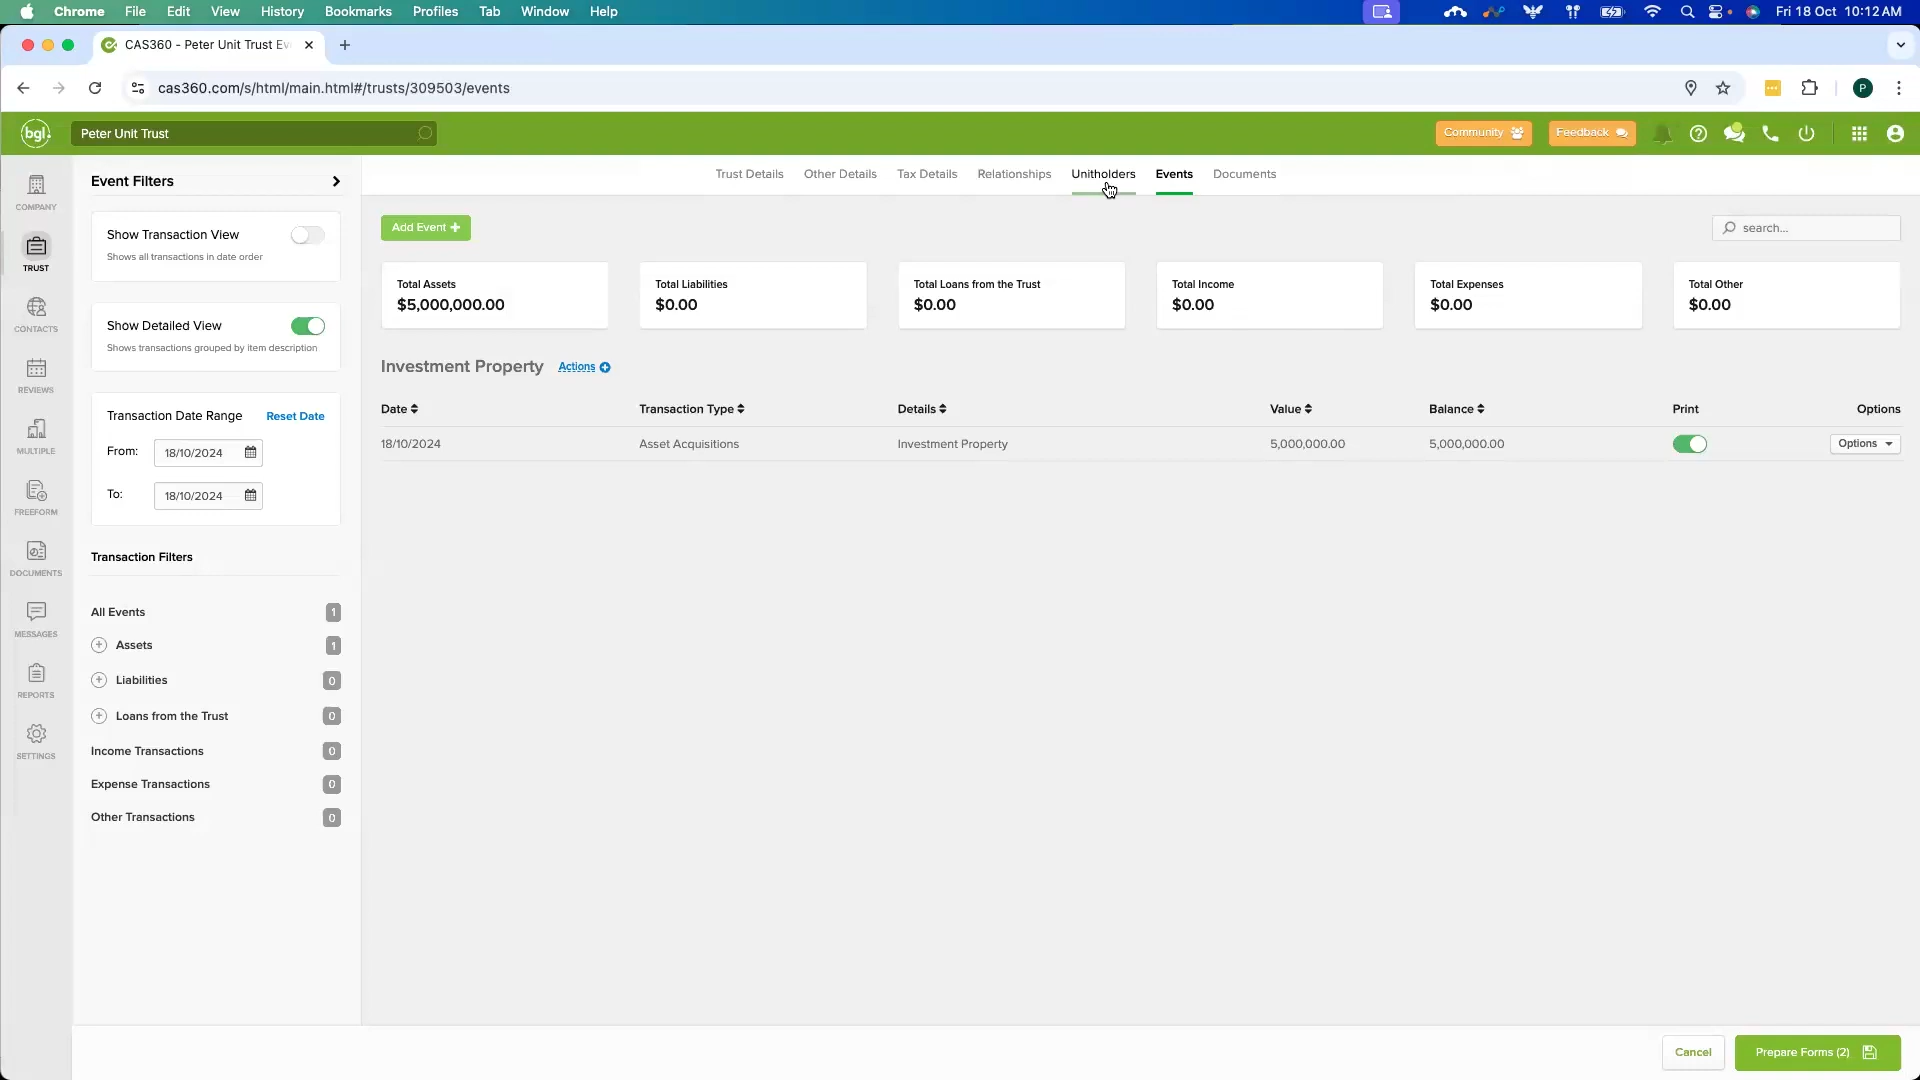 Chrome File Edit View History Bookmarks Profiles Tab Window Help Fri 18 Oct 10:12 AM
CAS360 - Peter Unit Trust Ev
cas360.com/s/html/main.html#/trusts/309503/events
P
bgl. Peter Unit Trust Community Feedback
Trust Details Other Details Tax Details Relationships Unitholders Events Documents
COMPANY
TRUST
CONTACTS
REVIEWS
MULTIPLE
FREEFORM
DOCUMENTS
MESSAGES
REPORTS
SETTINGS
Event Filters
Show Transaction View
Shows all transactions in date order
Show Detailed View
Shows transactions grouped by item description
Transaction Date Range Reset Date
From: 18/10/2024
To: 18/10/2024
Transaction Filters
All Events 1
Assets 1
Liabilities 0
Loans from the Trust 0
Income Transactions 0
Expense Transactions 0
Other Transactions 0
Add Event search...
Total Assets Total Liabilities Total Loans from the Trust Total Income Total Expenses Total Other
$5,000,000.00 $0.00 $0.00 $0.00 $0.00 $0.00
Investment Property Actions
Date Transaction Type Details Value Balance Print Options
18/10/2024 Asset Acquisitions Investment Property 5,000,000.00 5,000,000.00 Options
Cancel Prepare Forms (2)